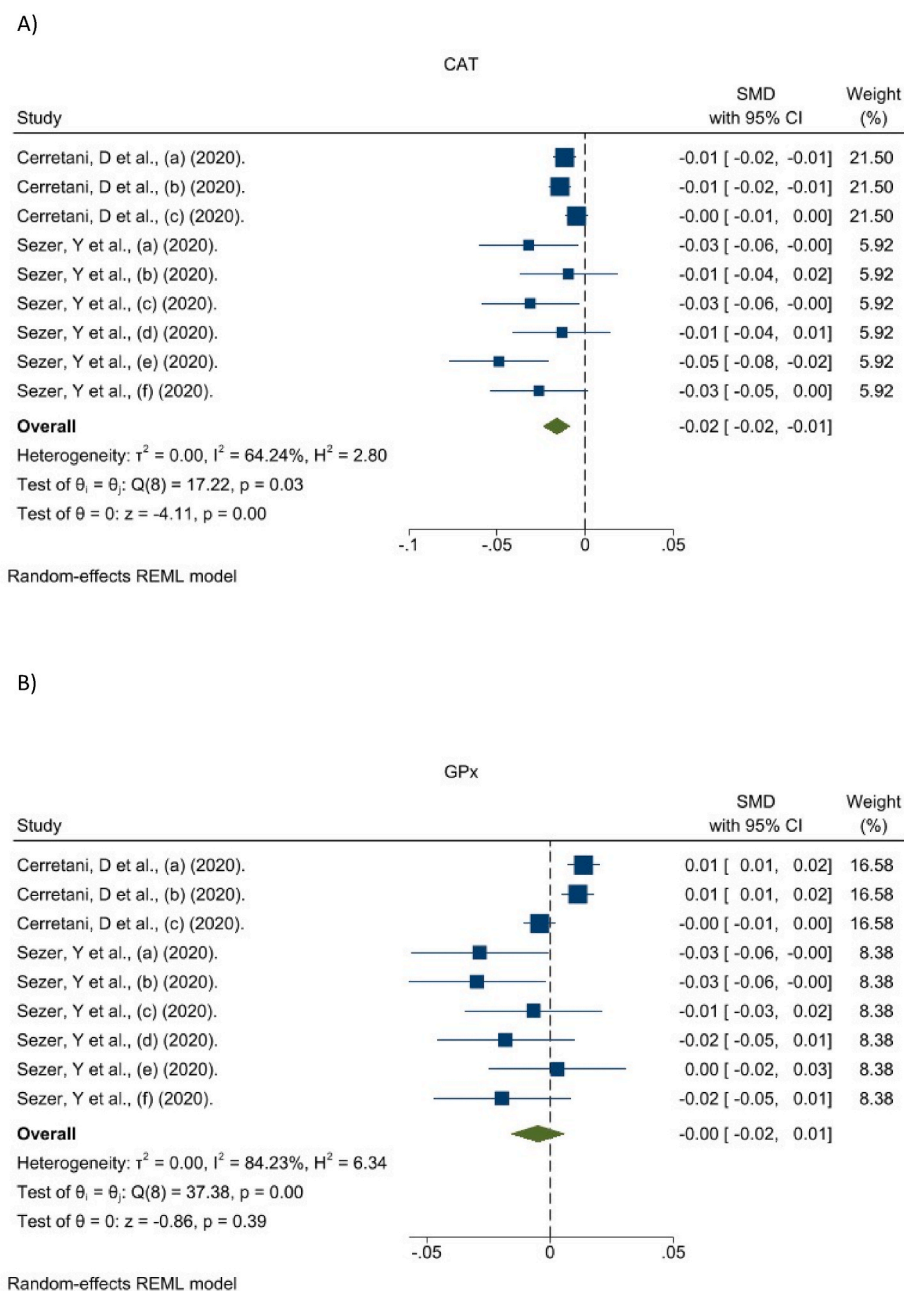 A)
CAT
SMD Weight
Study with 95% CI (%)
Cerretani, D et al., (a) (2020). -0.01 [ -0.02, -0.01] 21.50
Cerretani, D et al., (b) (2020). -0.01 [ -0.02, -0.01] 21.50
Cerretani, D et al., (c) (2020). -0.00 [ -0.01, 0.00] 21.50
Sezer, Y et al., (a) (2020). -0.03 [ -0.06, -0.00] 5.92
Sezer, Y et al., (b) (2020). -0.01 [ -0.04, 0.02] 5.92
Sezer, Y et al., (c) (2020). -0.03 [ -0.06, -0.00] 5.92
Sezer, Y et al., (d) (2020). -0.01 [ -0.04, 0.01] 5.92
Sezer, Y et al., (e) (2020). -0.05 [ -0.08, -0.02] 5.92
Sezer, Y et al., (f) (2020). -0.03 [ -0.05, 0.00] 5.92
Overall -0.02 [ -0.02, -0.01]
Heterogeneity: τ² = 0.00, I² = 64.24%, H² = 2.80
Test of θᵢ = θⱼ: Q(8) = 17.22, p = 0.03
Test of θ = 0: z = -4.11, p = 0.00
-.1 -.05 0 .05
Random-effects REML model
B)
GPx
SMD Weight
Study with 95% CI (%)
Cerretani, D et al., (a) (2020). 0.01 [ 0.01, 0.02] 16.58
Cerretani, D et al., (b) (2020). 0.01 [ 0.01, 0.02] 16.58
Cerretani, D et al., (c) (2020). -0.00 [ -0.01, 0.00] 16.58
Sezer, Y et al., (a) (2020). -0.03 [ -0.06, -0.00] 8.38
Sezer, Y et al., (b) (2020). -0.03 [ -0.06, -0.00] 8.38
Sezer, Y et al., (c) (2020). -0.01 [ -0.03, 0.02] 8.38
Sezer, Y et al., (d) (2020). -0.02 [ -0.05, 0.01] 8.38
Sezer, Y et al., (e) (2020). 0.00 [ -0.02, 0.03] 8.38
Sezer, Y et al., (f) (2020). -0.02 [ -0.05, 0.01] 8.38
Overall -0.00 [ -0.02, 0.01]
Heterogeneity: τ² = 0.00, I² = 84.23%, H² = 6.34
Test of θᵢ = θⱼ: Q(8) = 37.38, p = 0.00
Test of θ = 0: z = -0.86, p = 0.39
-.05 0 .05
Random-effects REML model